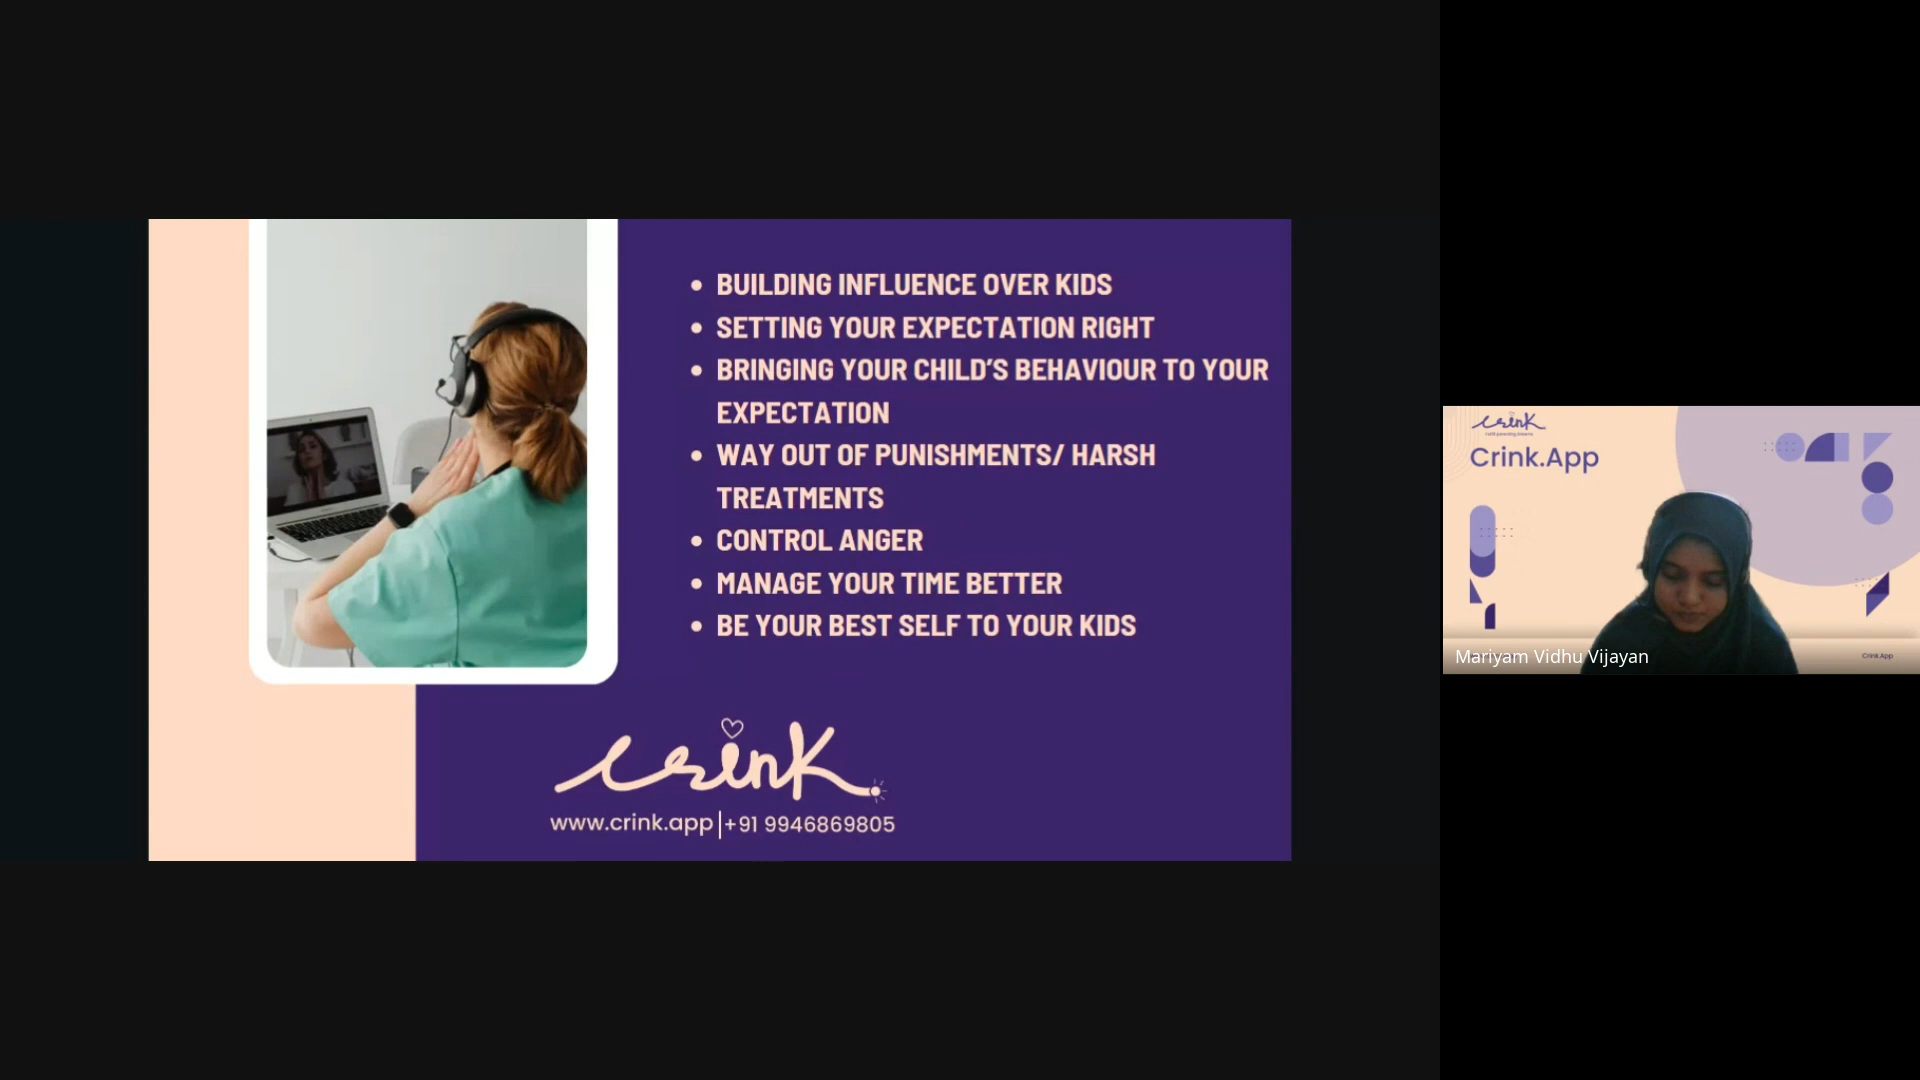 BUILDING INFLUENCE OVER KIDS
SETTING YOUR EXPECTATION RIGHT
BRINGING YOUR CHILD’S BEHAVIOUR TO YOUR
EXPECTATION
WAY OUT OF PUNISHMENTS/ HARSH
TREATMENTS
CONTROL ANGER
MANAGE YOUR TIME BETTER
BE YOUR BEST SELF TO YOUR KIDS
crink
www.crink.app|+91 9946869805
crink
Crink.App
Mariyam Vidhu Vijayan
Crink.App